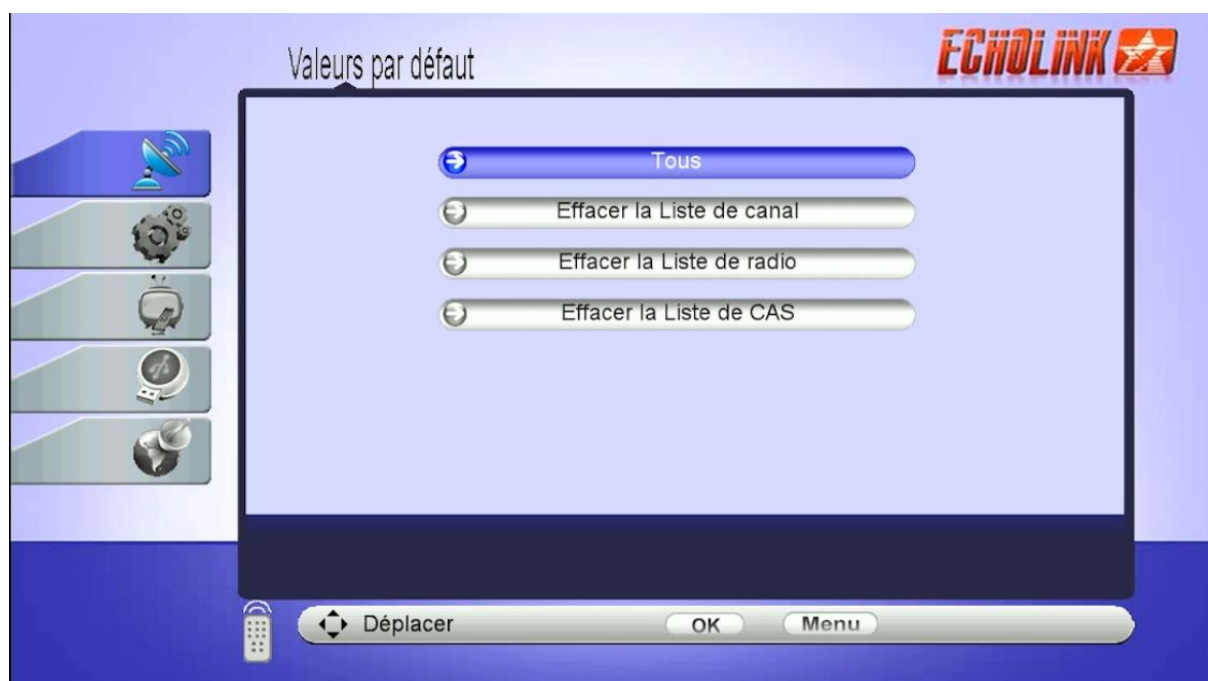 Valeurs par défaut
ECHOLINK
Tous
Effacer la Liste de canal
Effacer la Liste de radio
Effacer la Liste de CAS
Déplacer
OK
Menu